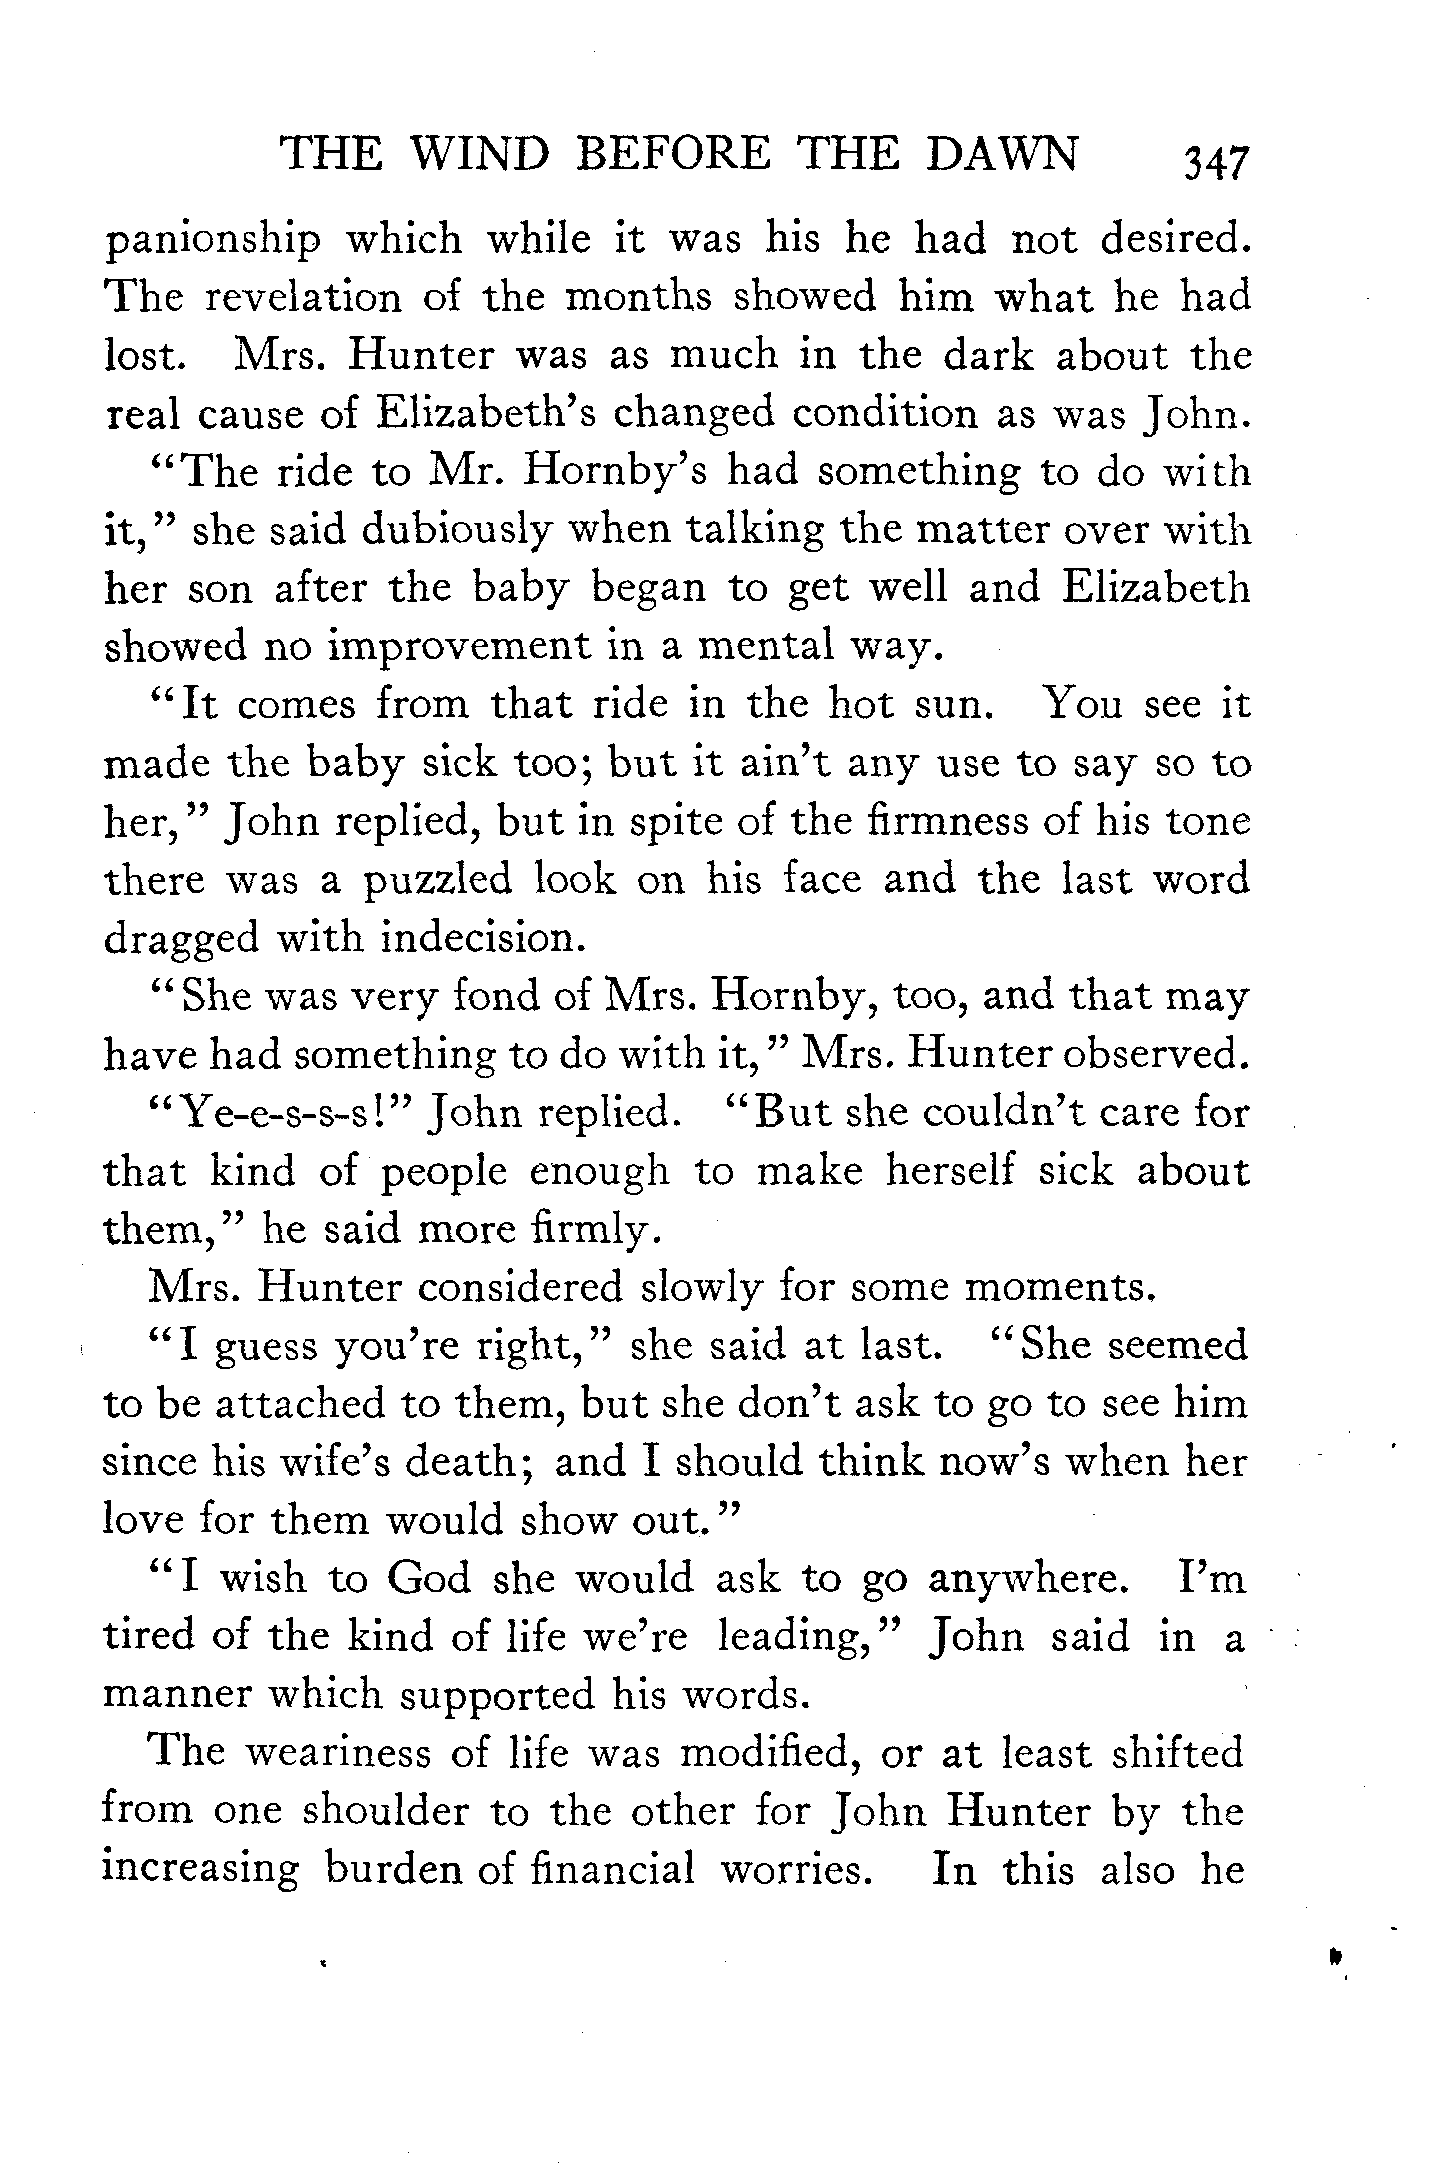 THE WIND BEFORE THE DAWN 347
panionship which while it was his he had not desired.
The revelation of the months showed him what he had
lost. Mrs. Hunter was as much in the dark about the
real cause of Elizabeth's changed condition as was John.
"The ride to Mr. Hornby's had something to do with
it," she said dubiously when talking the matter over with
her son after the baby began to get well and Elizabeth
showed no improvement in a mental way.
"It comes from that ride in the hot sun. You see it
made the baby sick too; but it ain't any use to say so to
her," John replied, but in spite of the firmness of his tone
there was a puzzled look on his face and the last word
dragged with indecision.
"She was very fond of Mrs. Hornby, too, and that may
have had something to do with it," Mrs. Hunter observed.
"Ye-e-s-s-s!" John replied. "But she couldn't care for
that kind of people enough to make herself sick about
them," he said more firmly.
Mrs. Hunter considered slowly for some moments.
"I guess you're right," she said at last. "She seemed
to be attached to them, but she don't ask to go to see him
since his wife's death; and I should think now's when her
love for them would show out."
"I wish to God she would ask to go anywhere. I'm
tired of the kind of life we're leading," John said in a
manner which supported his words.
The weariness of life was modified, or at least shifted
from one shoulder to the other for John Hunter by the
increasing burden of financial worries. In this also he